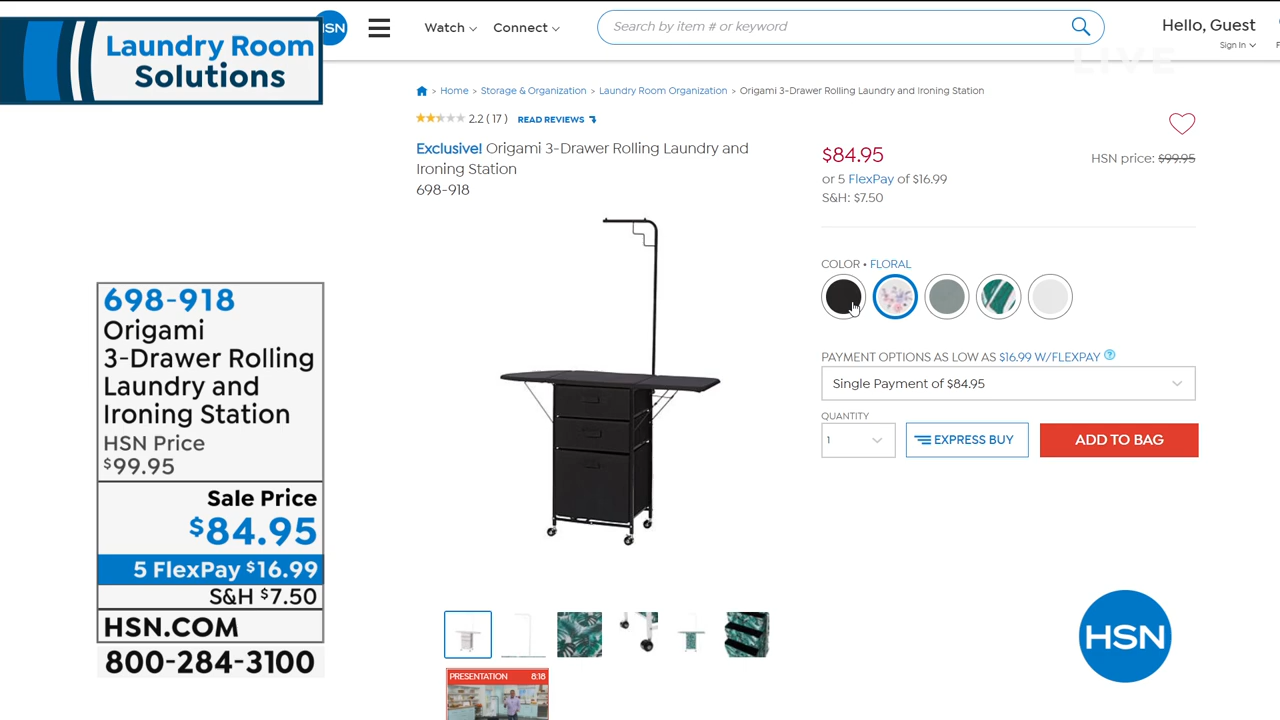 Laundry Room
Solutions
HSN
Watch
Connect
Search by item # or keyword
Hello, Guest
Sign In
LIVE
> Home > Storage & Organization > Laundry Room Organization > Origami 3-Drawer Rolling Laundry and Ironing Station
2.2 ( 17 ) READ REVIEWS
Exclusive! Origami 3-Drawer Rolling Laundry and
Ironing Station
698-918
$84.95
HSN price: $99.95
or 5 FlexPay of $16.99
S&H: $7.50
COLOR • FLORAL
PAYMENT OPTIONS AS LOW AS $16.99 W/FLEXPAY ?
Single Payment of $84.95
QUANTITY
1
EXPRESS BUY
ADD TO BAG
698-918
Origami
3-Drawer Rolling
Laundry and
Ironing Station
HSN Price
$99.95
Sale Price
$84.95
5 FlexPay $16.99
S&H $7.50
HSN.COM
800-284-3100
PRESENTATION 8:18
HSN